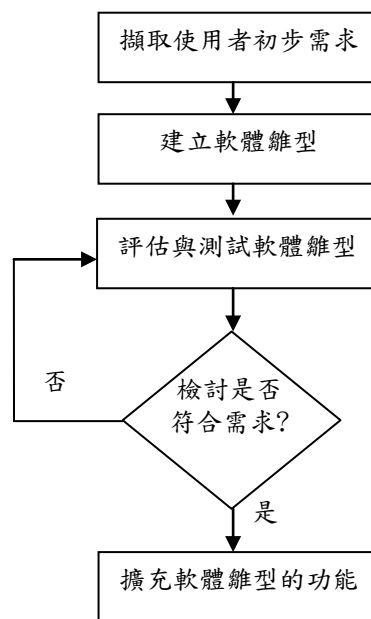 擷取使用者初步需求
建立軟體雛型
評估與測試軟體雛型
否
檢討是否
符合需求?
是
擴充軟體雛型的功能